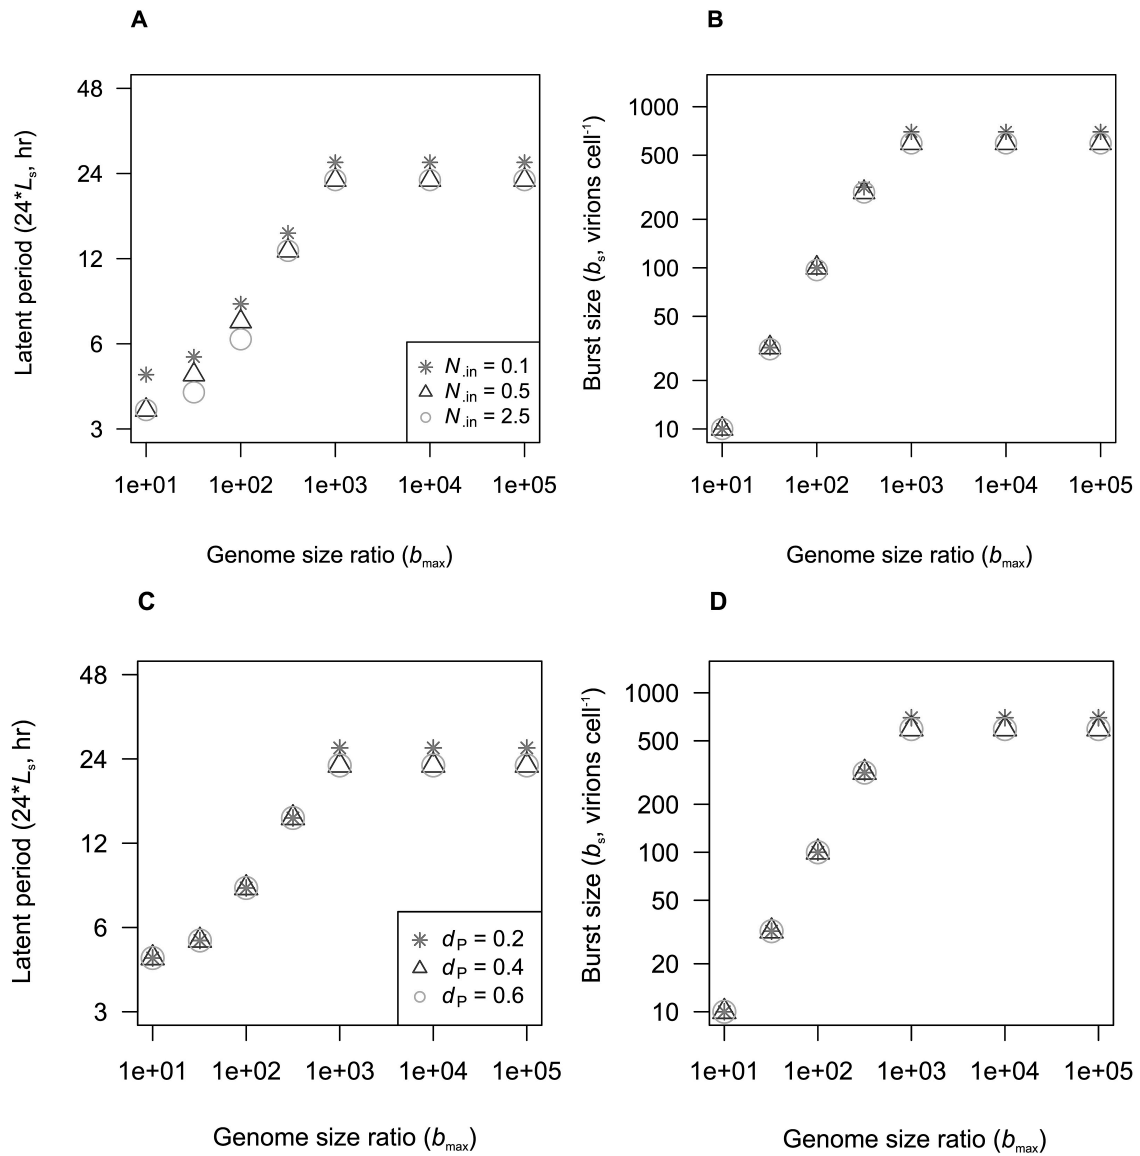 A
Latent period (24*Ls, hr)
48
24
12
6
3
N.in = 0.1
N.in = 0.5
N.in = 2.5
1e+01 1e+02 1e+03 1e+04 1e+05
Genome size ratio (bmax)
B
Burst size (bs, virions cell-1)
1000
500
200
100
50
20
10
1e+01 1e+02 1e+03 1e+04 1e+05
Genome size ratio (bmax)
C
Latent period (24*Ls, hr)
48
24
12
6
3
dP = 0.2
dP = 0.4
dP = 0.6
1e+01 1e+02 1e+03 1e+04 1e+05
Genome size ratio (bmax)
D
Burst size (bs, virions cell-1)
1000
500
200
100
50
20
10
1e+01 1e+02 1e+03 1e+04 1e+05
Genome size ratio (bmax)